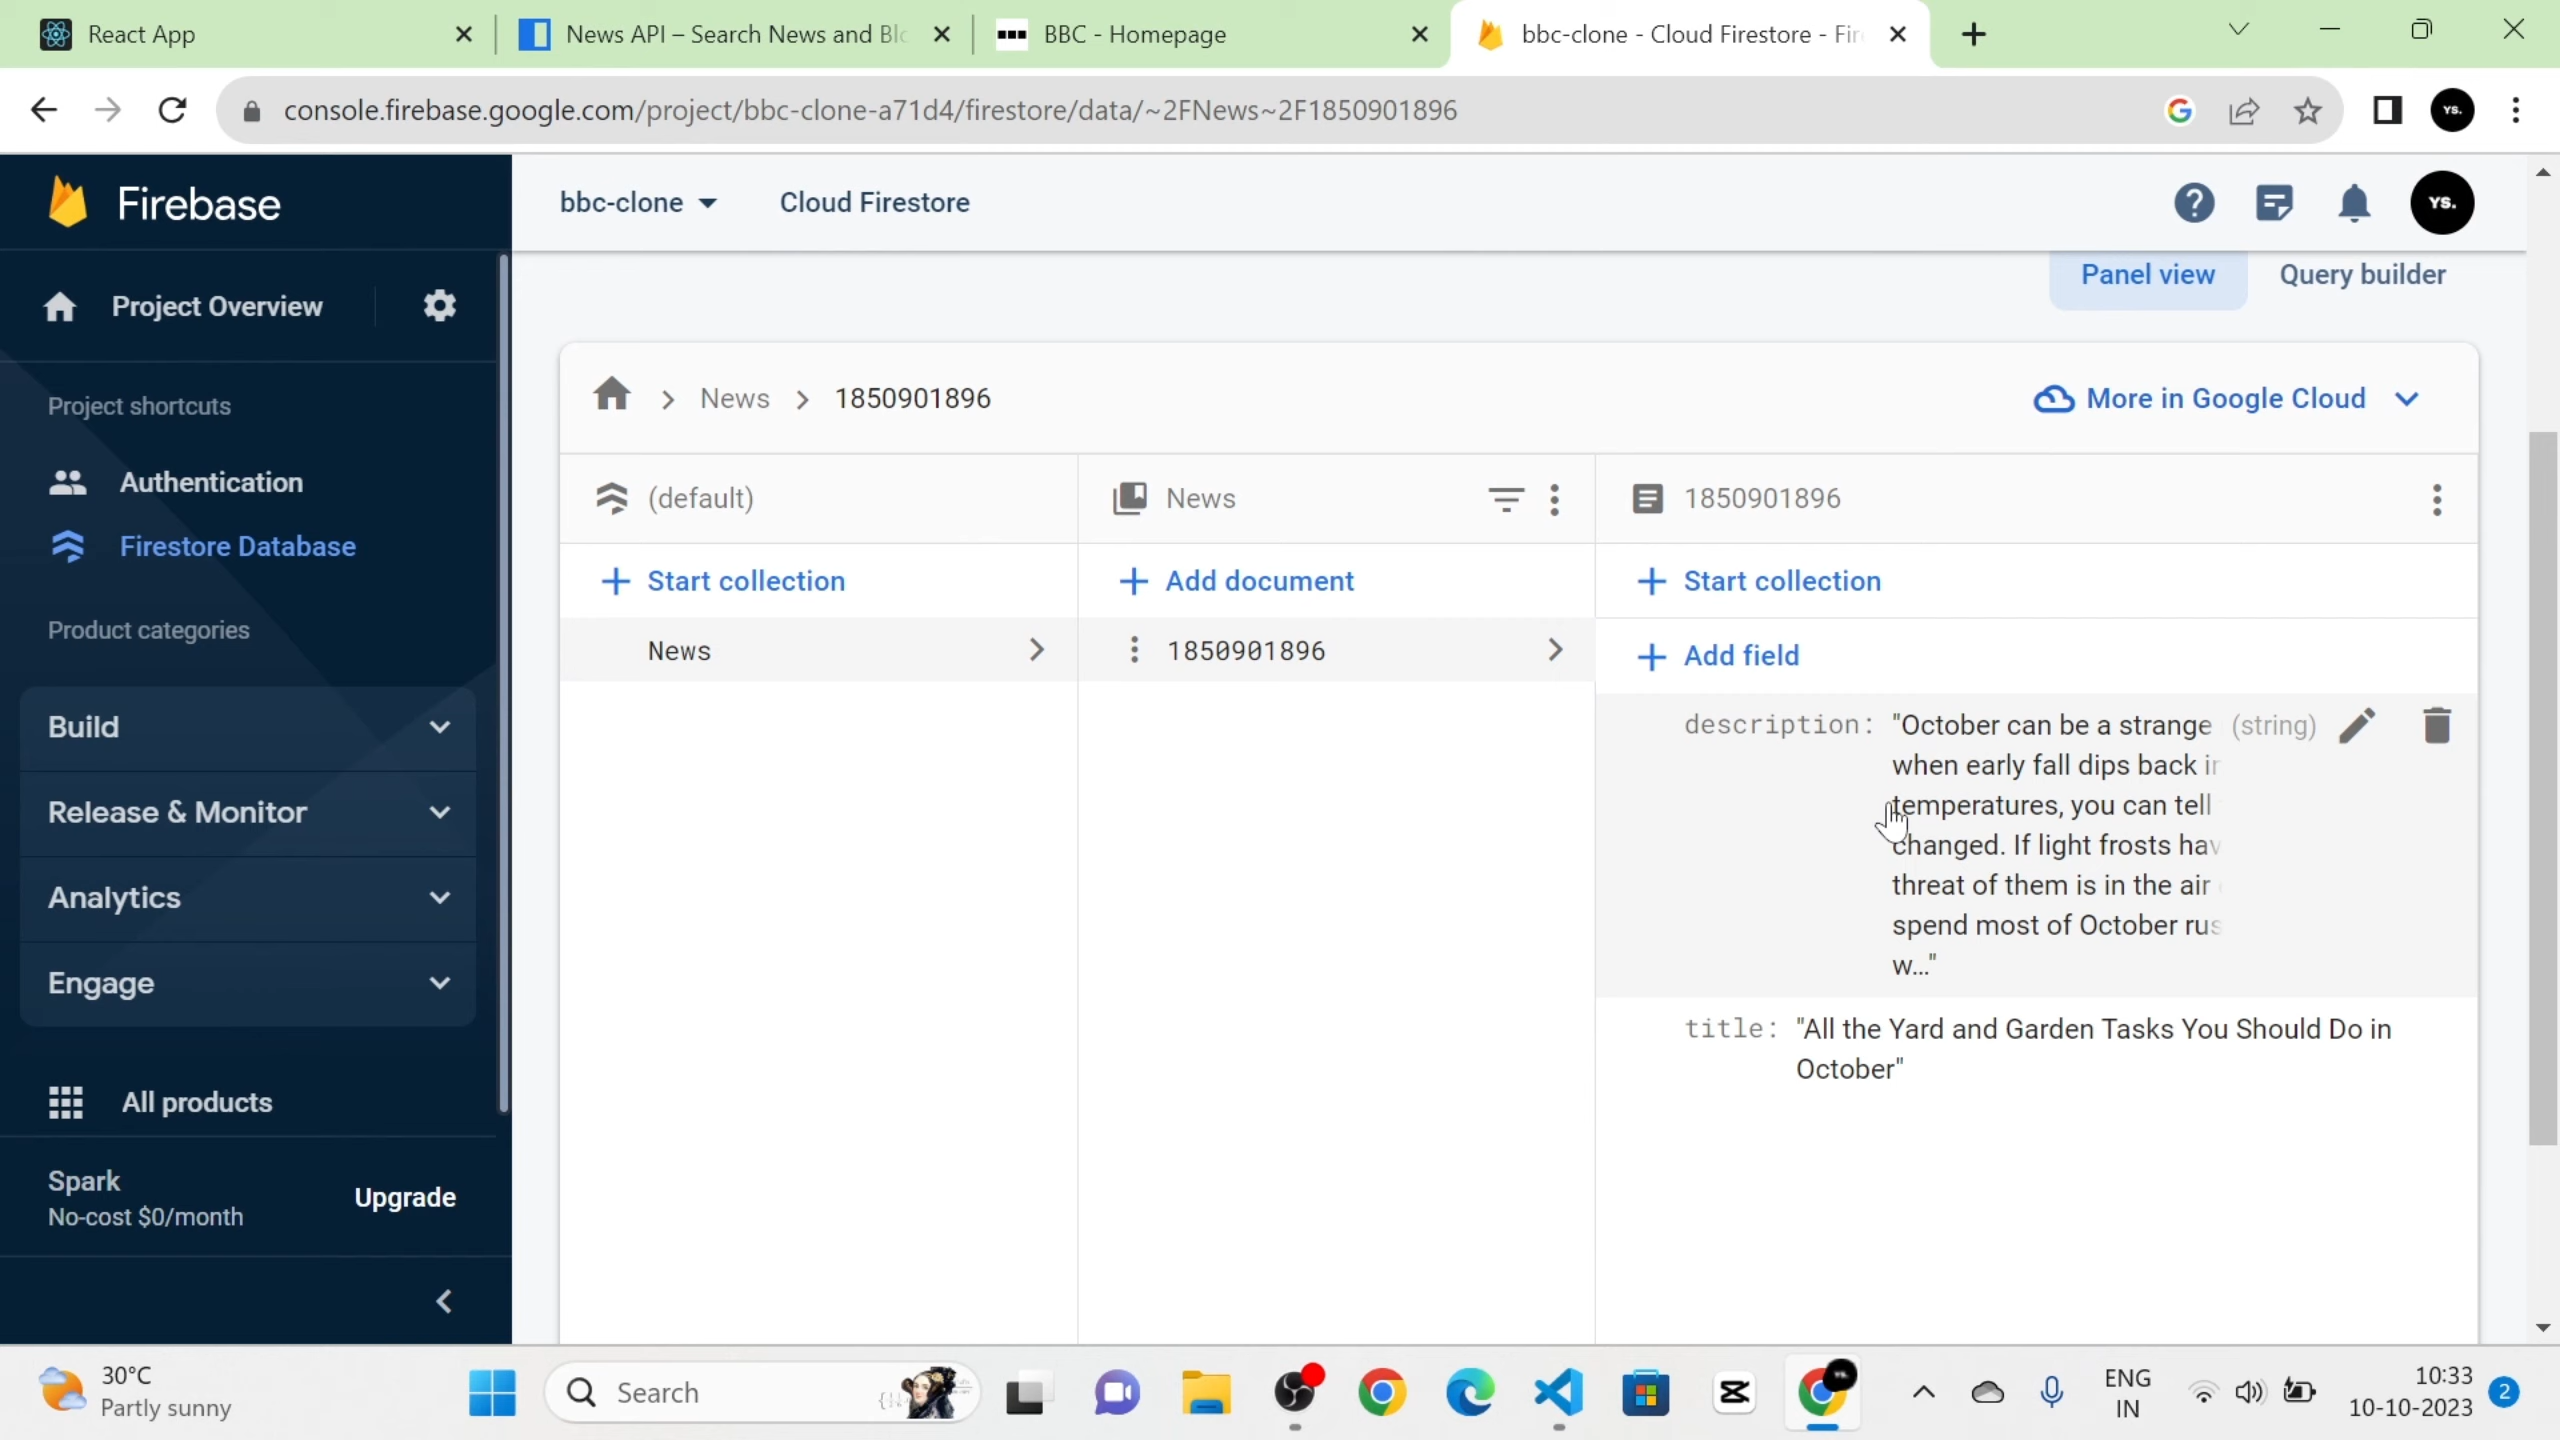 React App
News API – Search News and Blo
BBC - Homepage
bbc-clone - Cloud Firestore - Fir
console.firebase.google.com/project/bbc-clone-a71d4/firestore/data/~2FNews~2F1850901896
YS.
Firebase
bbc-clone
Cloud Firestore
YS.
Project Overview
Panel view
Query builder
Project shortcuts
News
1850901896
More in Google Cloud
Authentication
(default)
News
1850901896
Firestore Database
Start collection
Add document
Start collection
Product categories
News
1850901896
Add field
Build
description: "October can be a strange (string)
when early fall dips back in
temperatures, you can tell
changed. If light frosts hav
threat of them is in the air
spend most of October rus
w..."
Release & Monitor
Analytics
Engage
title: "All the Yard and Garden Tasks You Should Do in
October"
All products
Spark
No-cost $0/month
Upgrade
30°C
Partly sunny
Search
ENG
IN
10:33
10-10-2023
2